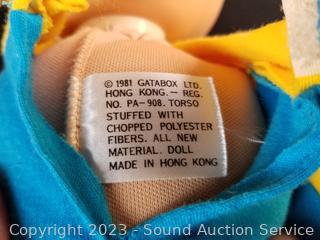 © 1981 GATABOX LTD.
HONG KONG. — REG.
NO. PA-908. TORSO
STUFFED WITH
CHOPPED POLYESTER
FIBERS. ALL NEW
MATERIAL. DOLL
MADE IN HONG KONG
Copyright 2023 - Sound Auction Service